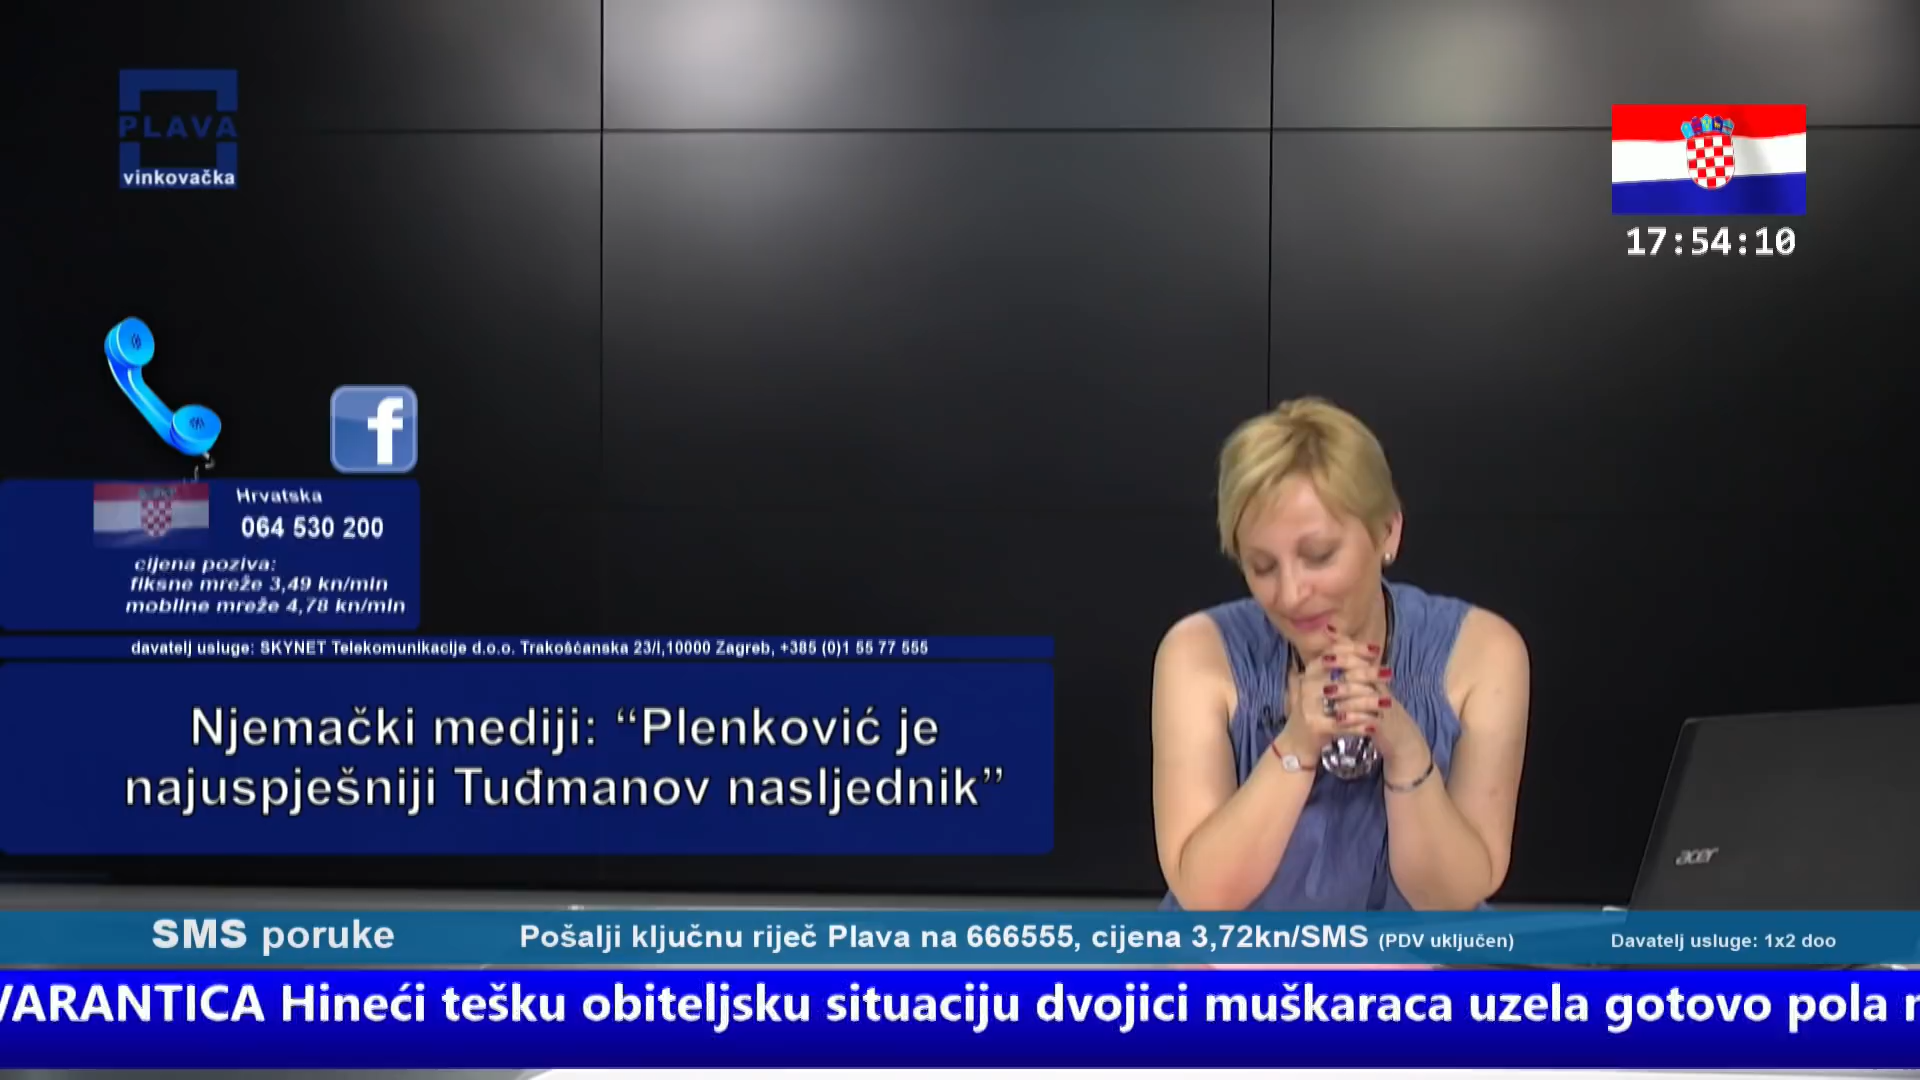 PLAVA
vinkovačka
17:54:10
f
Hrvatska
064 530 200
cijena poziva:
fiksne mreže 3,49 kn/min
mobilne mreže 4,78 kn/min
davatelj usluge: SKYNET Telekomunikacije d.o.o. Trakošćanska 23/I,10000 Zagreb, +385 (0)1 55 77 555
Njemački mediji: “Plenković je
najuspješniji Tuđmanov nasljednik”
acer
SMS poruke Pošalji ključnu riječ Plava na 666555, cijena 3,72kn/SMS (PDV uključen) Davatelj usluge: 1x2 doo
VARANTICA Hineći tešku obiteljsku situaciju dvojici muškaraca uzela gotovo pola